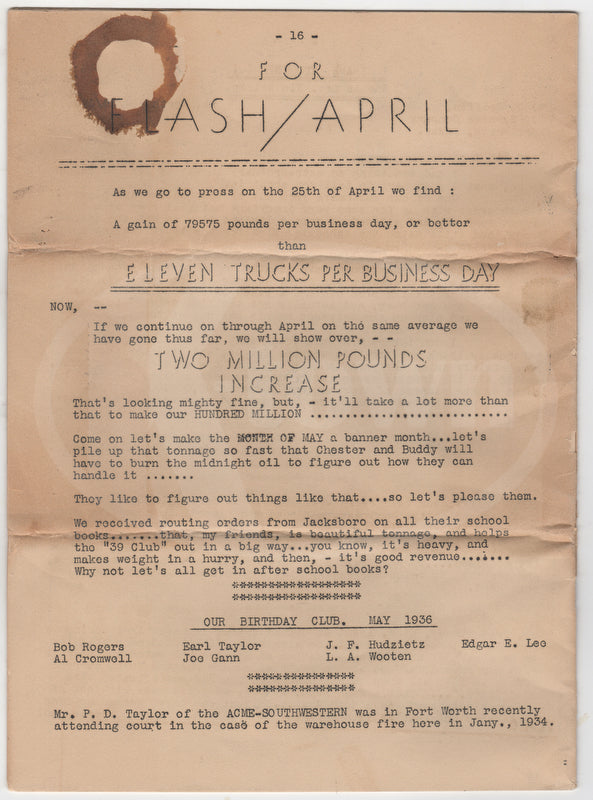 - 16 -
FOR
FLASH/APRIL
As we go to press on the 25th of April we find :
A gain of 79575 pounds per business day, or better
than
ELEVEN TRUCKS PER BUSINESS DAY
NOW, --
If we continue on through April on the same average we
have gone thus far, we will show over, - -
TWO MILLION POUNDS
INCREASE
That's looking mighty fine, but, - it'll take a lot more than
that to make our HUNDRED MILLION ............................
Come on let's make the MONTH OF MAY a banner month...let's
pile up that tonnage so fast that Chester and Buddy will
have to burn the midnight oil to figure out how they can
handle it .......
They like to figure out things like that....so let's please them.
We received routing orders from Jacksboro on all their school
books........that, my friends, is beautiful tonnage, and helps
the "39 Club" out in a big way...you know, it's heavy, and
makes weight in a hurry, and then, - it's good revenue.......
Why not let's all get in after school books?
*******************
*******************
OUR BIRTHDAY CLUB. MAY 1936
Bob Rogers Earl Taylor J. F. Hudzietz Edgar E. Lee
Al Cromwell Joe Gann L. A. Wooten
****************
****************
Mr. P. D. Taylor of the ACME-SOUTHWESTERN was in Fort Worth recently
attending court in the case of the warehouse fire here in Jany., 1934.